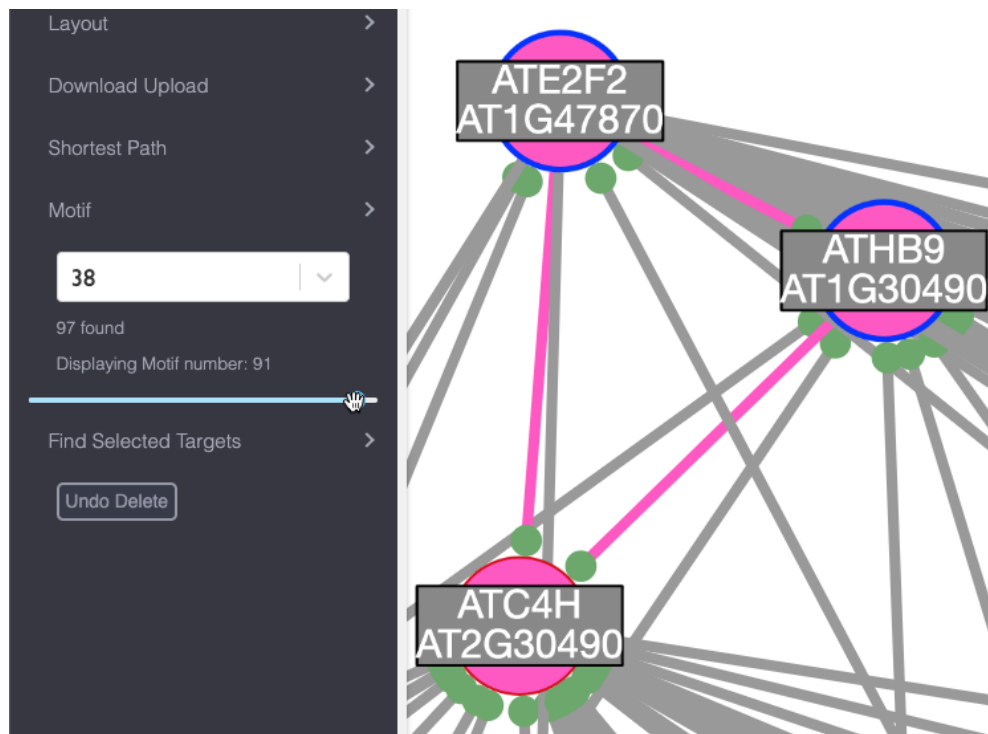 Layout
Download Upload
Shortest Path
Motif
38
97 found
Displaying Motif number: 91
Find Selected Targets
Undo Delete
ATE2F2
AT1G47870
ATHB9
AT1G30490
ATC4H
AT2G30490